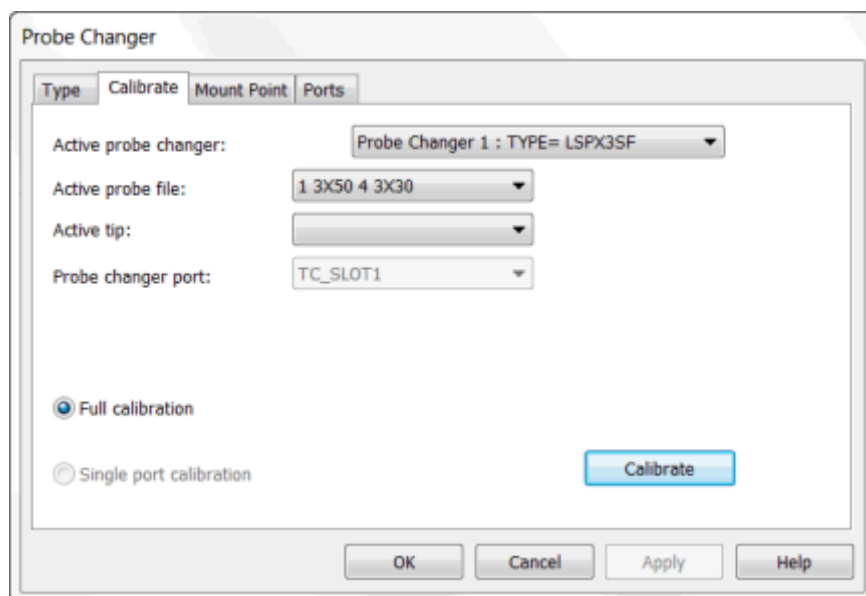 Probe Changer
Type Calibrate Mount Point Ports
Active probe changer: Probe Changer 1 : TYPE= LSPX3SF
Active probe file: 1 3X50 4 3X30
Active tip:
Probe changer port: TC_SLOT1
Full calibration
Single port calibration
Calibrate
OK Cancel Apply Help